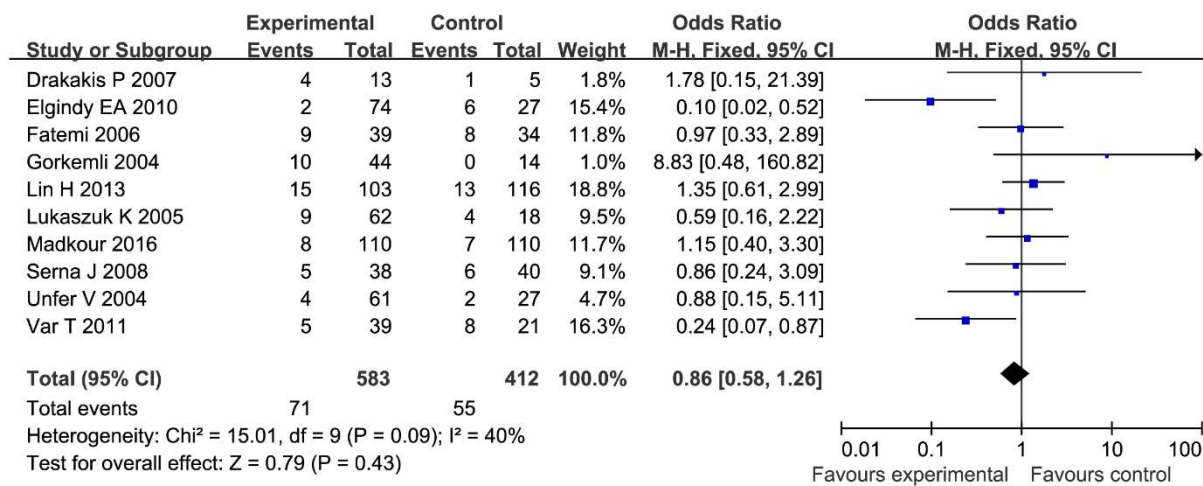 Experimental Control Odds Ratio Odds Ratio
Study or Subgroup Events Total Events Total Weight M-H, Fixed, 95% CI M-H, Fixed, 95% CI
Drakakis P 2007 4 13 1 5 1.8% 1.78 [0.15, 21.39]
Elgindy EA 2010 2 74 6 27 15.4% 0.10 [0.02, 0.52]
Fatemi 2006 9 39 8 34 11.8% 0.97 [0.33, 2.89]
Gorkemli 2004 10 44 0 14 1.0% 8.83 [0.48, 160.82]
Lin H 2013 15 103 13 116 18.8% 1.35 [0.61, 2.99]
Lukaszuk K 2005 9 62 4 18 9.5% 0.59 [0.16, 2.22]
Madkour 2016 8 110 7 110 11.7% 1.15 [0.40, 3.30]
Serna J 2008 5 38 6 40 9.1% 0.86 [0.24, 3.09]
Unfer V 2004 4 61 2 27 4.7% 0.88 [0.15, 5.11]
Var T 2011 5 39 8 21 16.3% 0.24 [0.07, 0.87]
Total (95% CI) 583 412 100.0% 0.86 [0.58, 1.26]
Total events 71 55
Heterogeneity: Chi² = 15.01, df = 9 (P = 0.09); I² = 40%
Test for overall effect: Z = 0.79 (P = 0.43)
0.01 0.1 1 10 100
Favours experimental Favours control